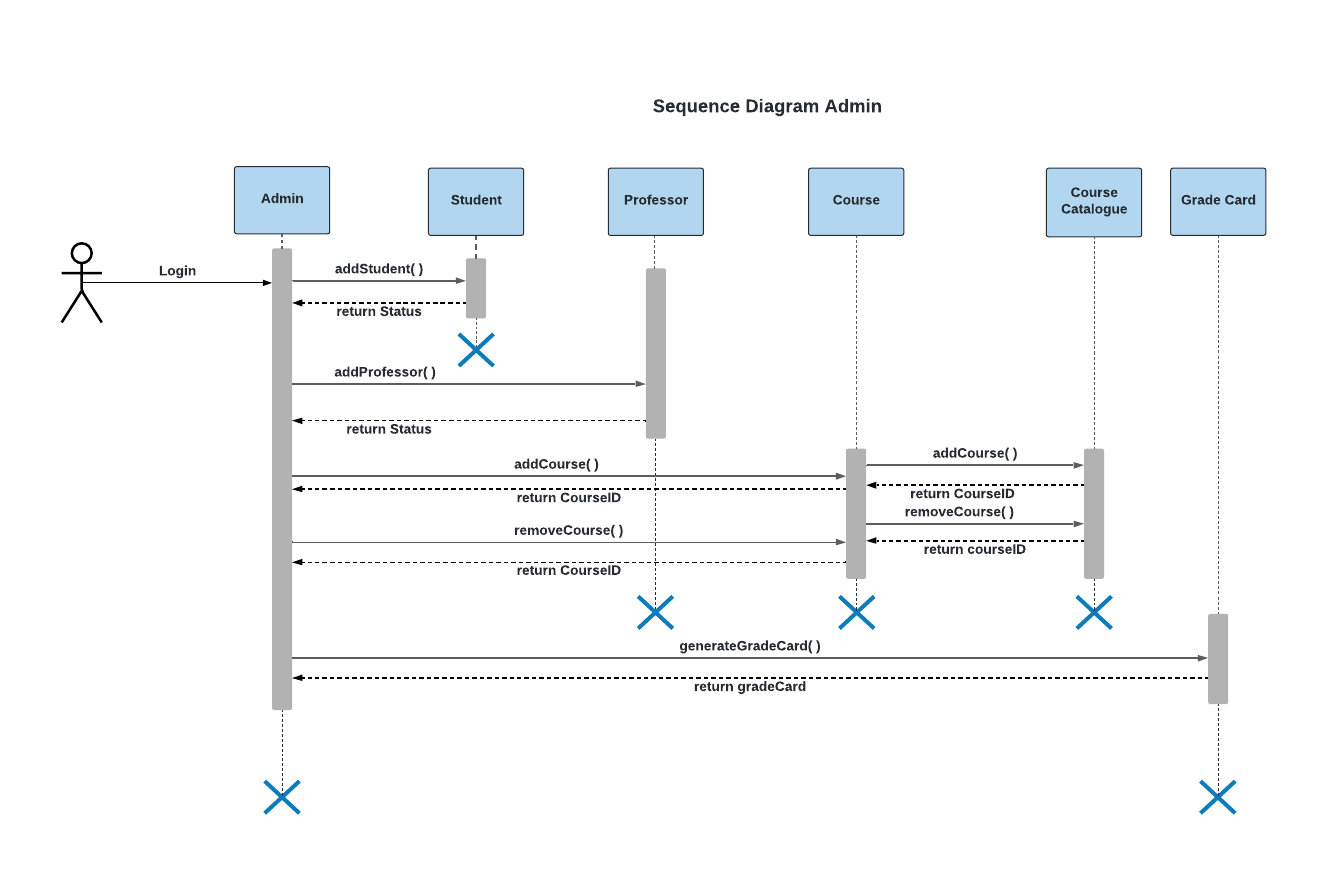 Sequence Diagram Admin
Admin
Student
Professor
Course
Course
Catalogue
Grade Card
Login
addStudent( )
return Status
addProfessor( )
return Status
addCourse( )
addCourse( )
return CourseID
return CourseID
removeCourse( )
removeCourse( )
return courseID
return CourseID
generateGradeCard( )
return gradeCard